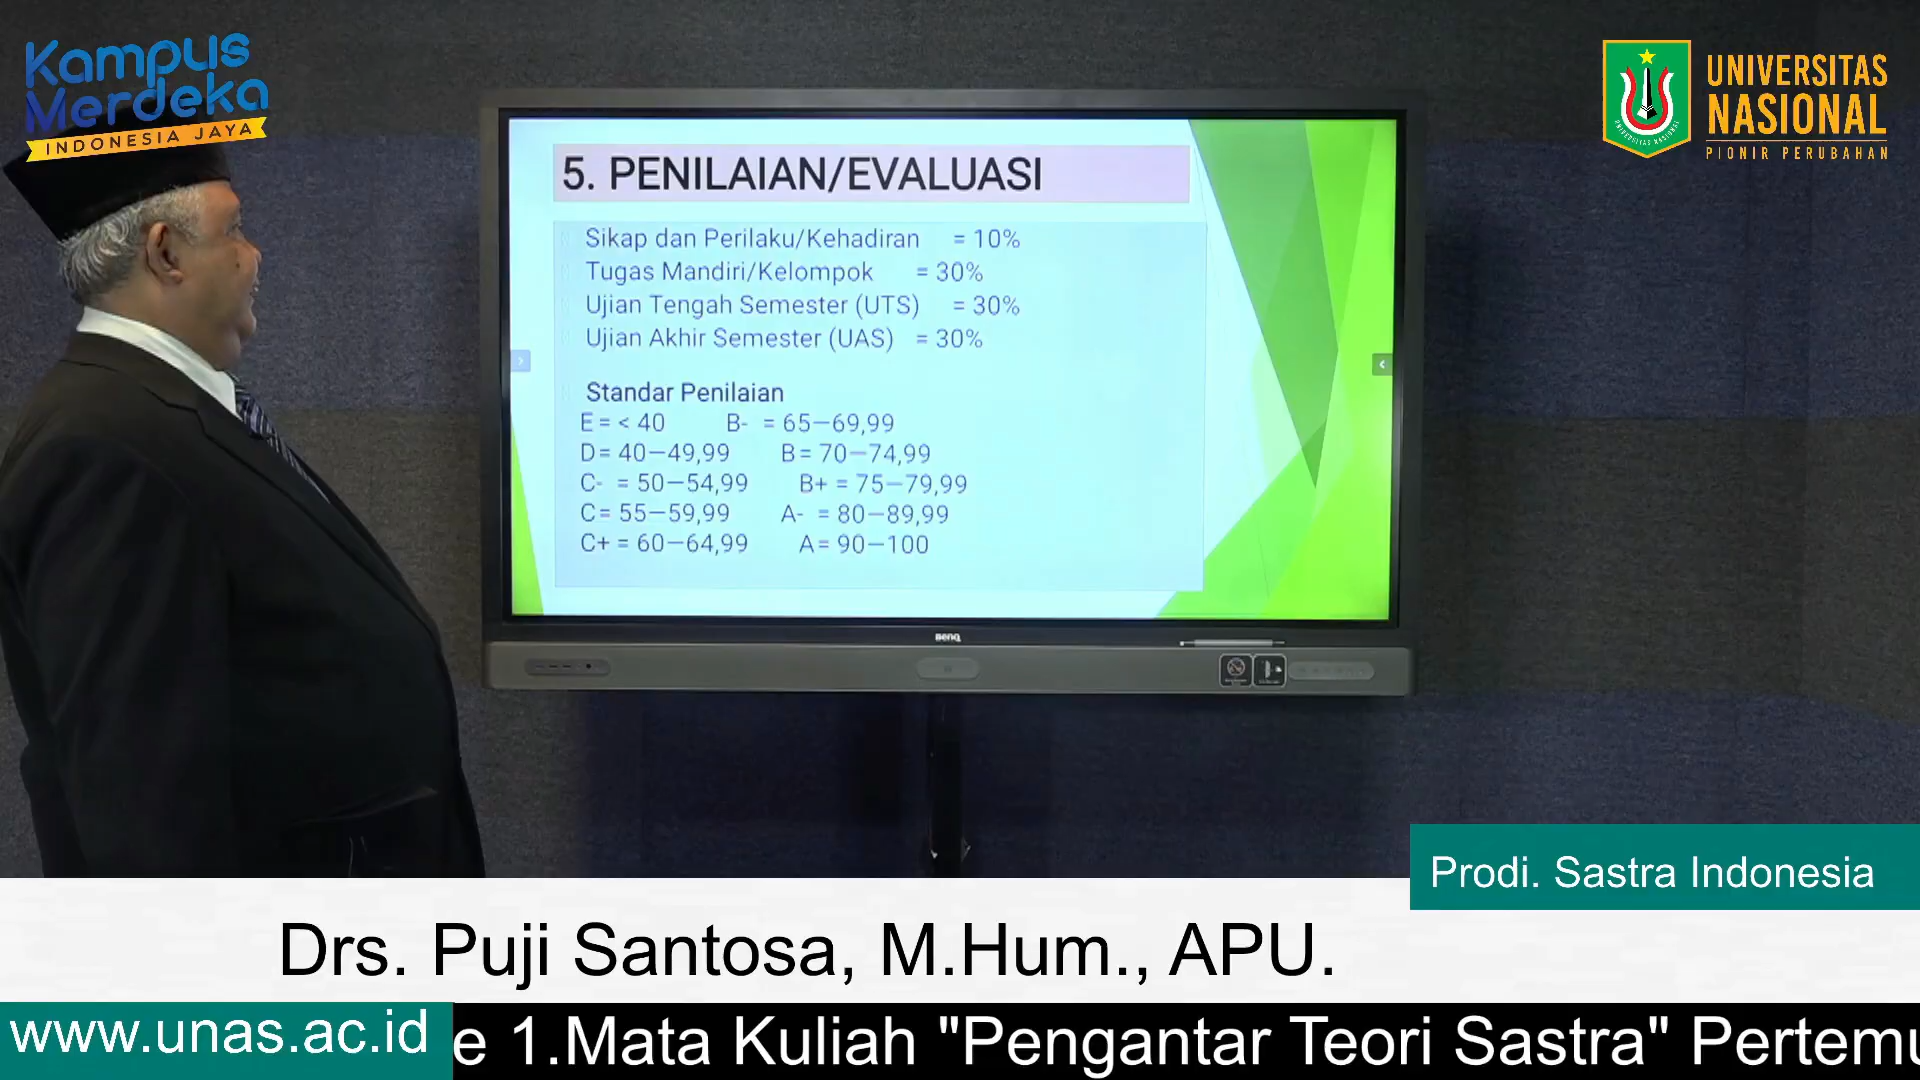 Kampus
Merdeka
INDONESIA JAYA
UNIVERSITAS
NASIONAL
PIONIR PERUBAHAN
5. PENILAIAN/EVALUASI
Sikap dan Perilaku/Kehadiran = 10%
Tugas Mandiri/Kelompok = 30%
Ujian Tengah Semester (UTS) = 30%
Ujian Akhir Semester (UAS) = 30%
Standar Penilaian
E = < 40 B- = 65—69,99
D= 40—49,99 B= 70—74,99
C- = 50—54,99 B+ = 75—79,99
C= 55—59,99 A- = 80—89,99
C+ = 60—64,99 A= 90—100
BenQ
Prodi. Sastra Indonesia
Drs. Puji Santosa, M.Hum., APU.
www.unas.ac.id
e 1.Mata Kuliah "Pengantar Teori Sastra" Pertemu